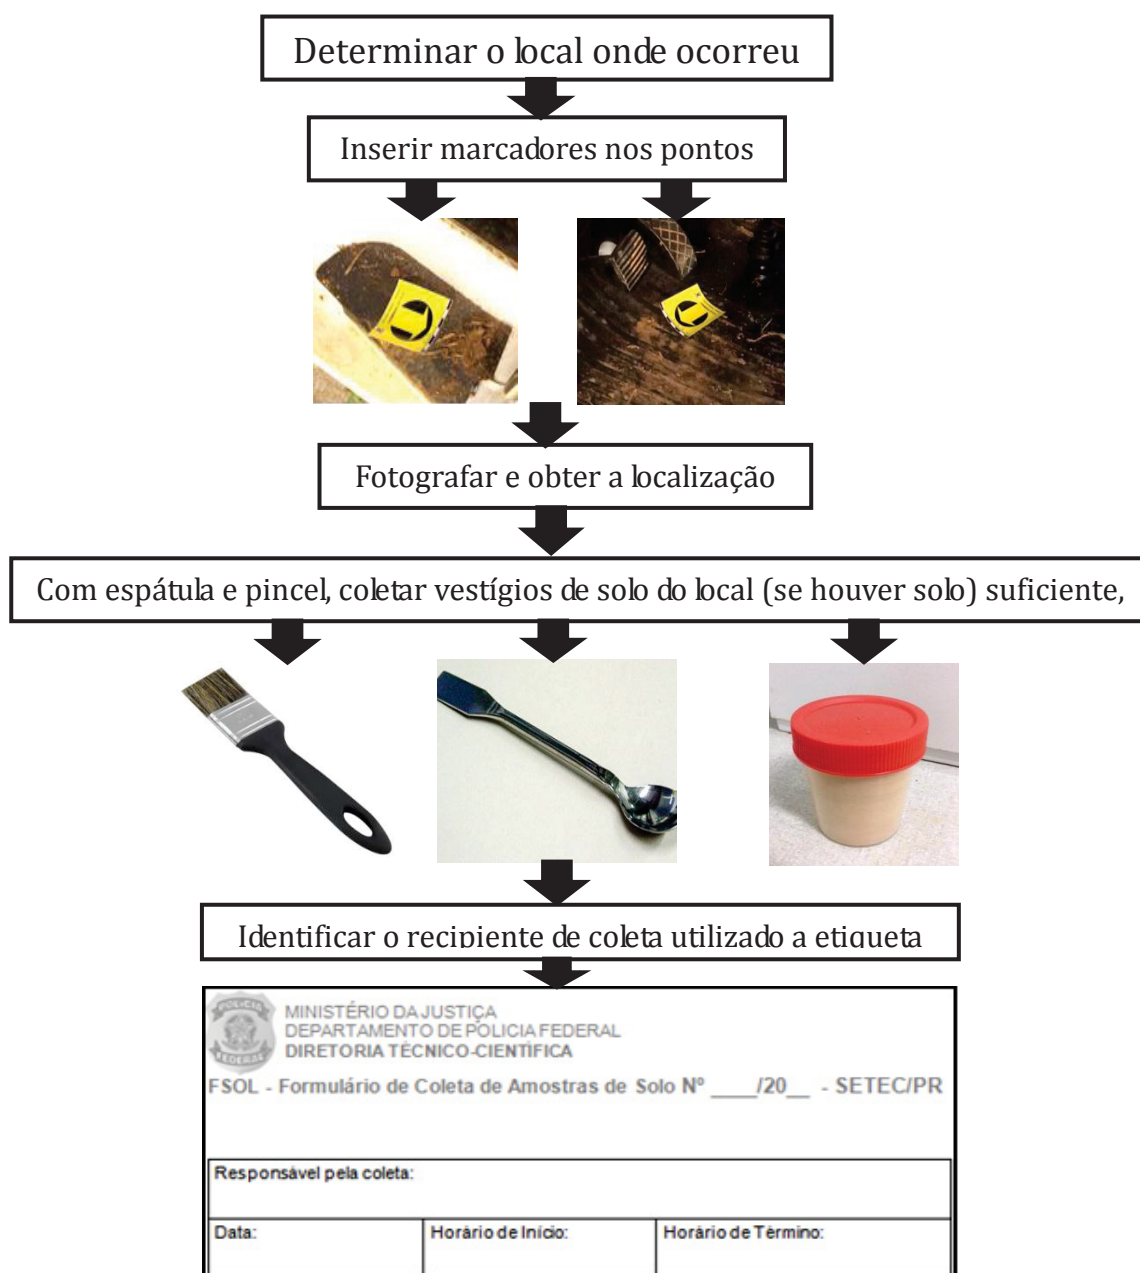 Determinar o local onde ocorreu
Inserir marcadores nos pontos
Fotografar e obter a localização
Com espátula e pincel, coletar vestígios de solo do local (se houver solo) suficiente,
Identificar o recipiente de coleta utilizado a etiqueta
MINISTÉRIO DA JUSTIÇA
DEPARTAMENTO DE POLICIA FEDERAL
DIRETORIA TÉCNICO-CIENTÍFICA
FSOL - Formulário de Coleta de Amostras de Solo Nº ____/20__ - SETEC/PR
Responsável pela coleta:
Data:
Horário de Início:
Horário de Término: